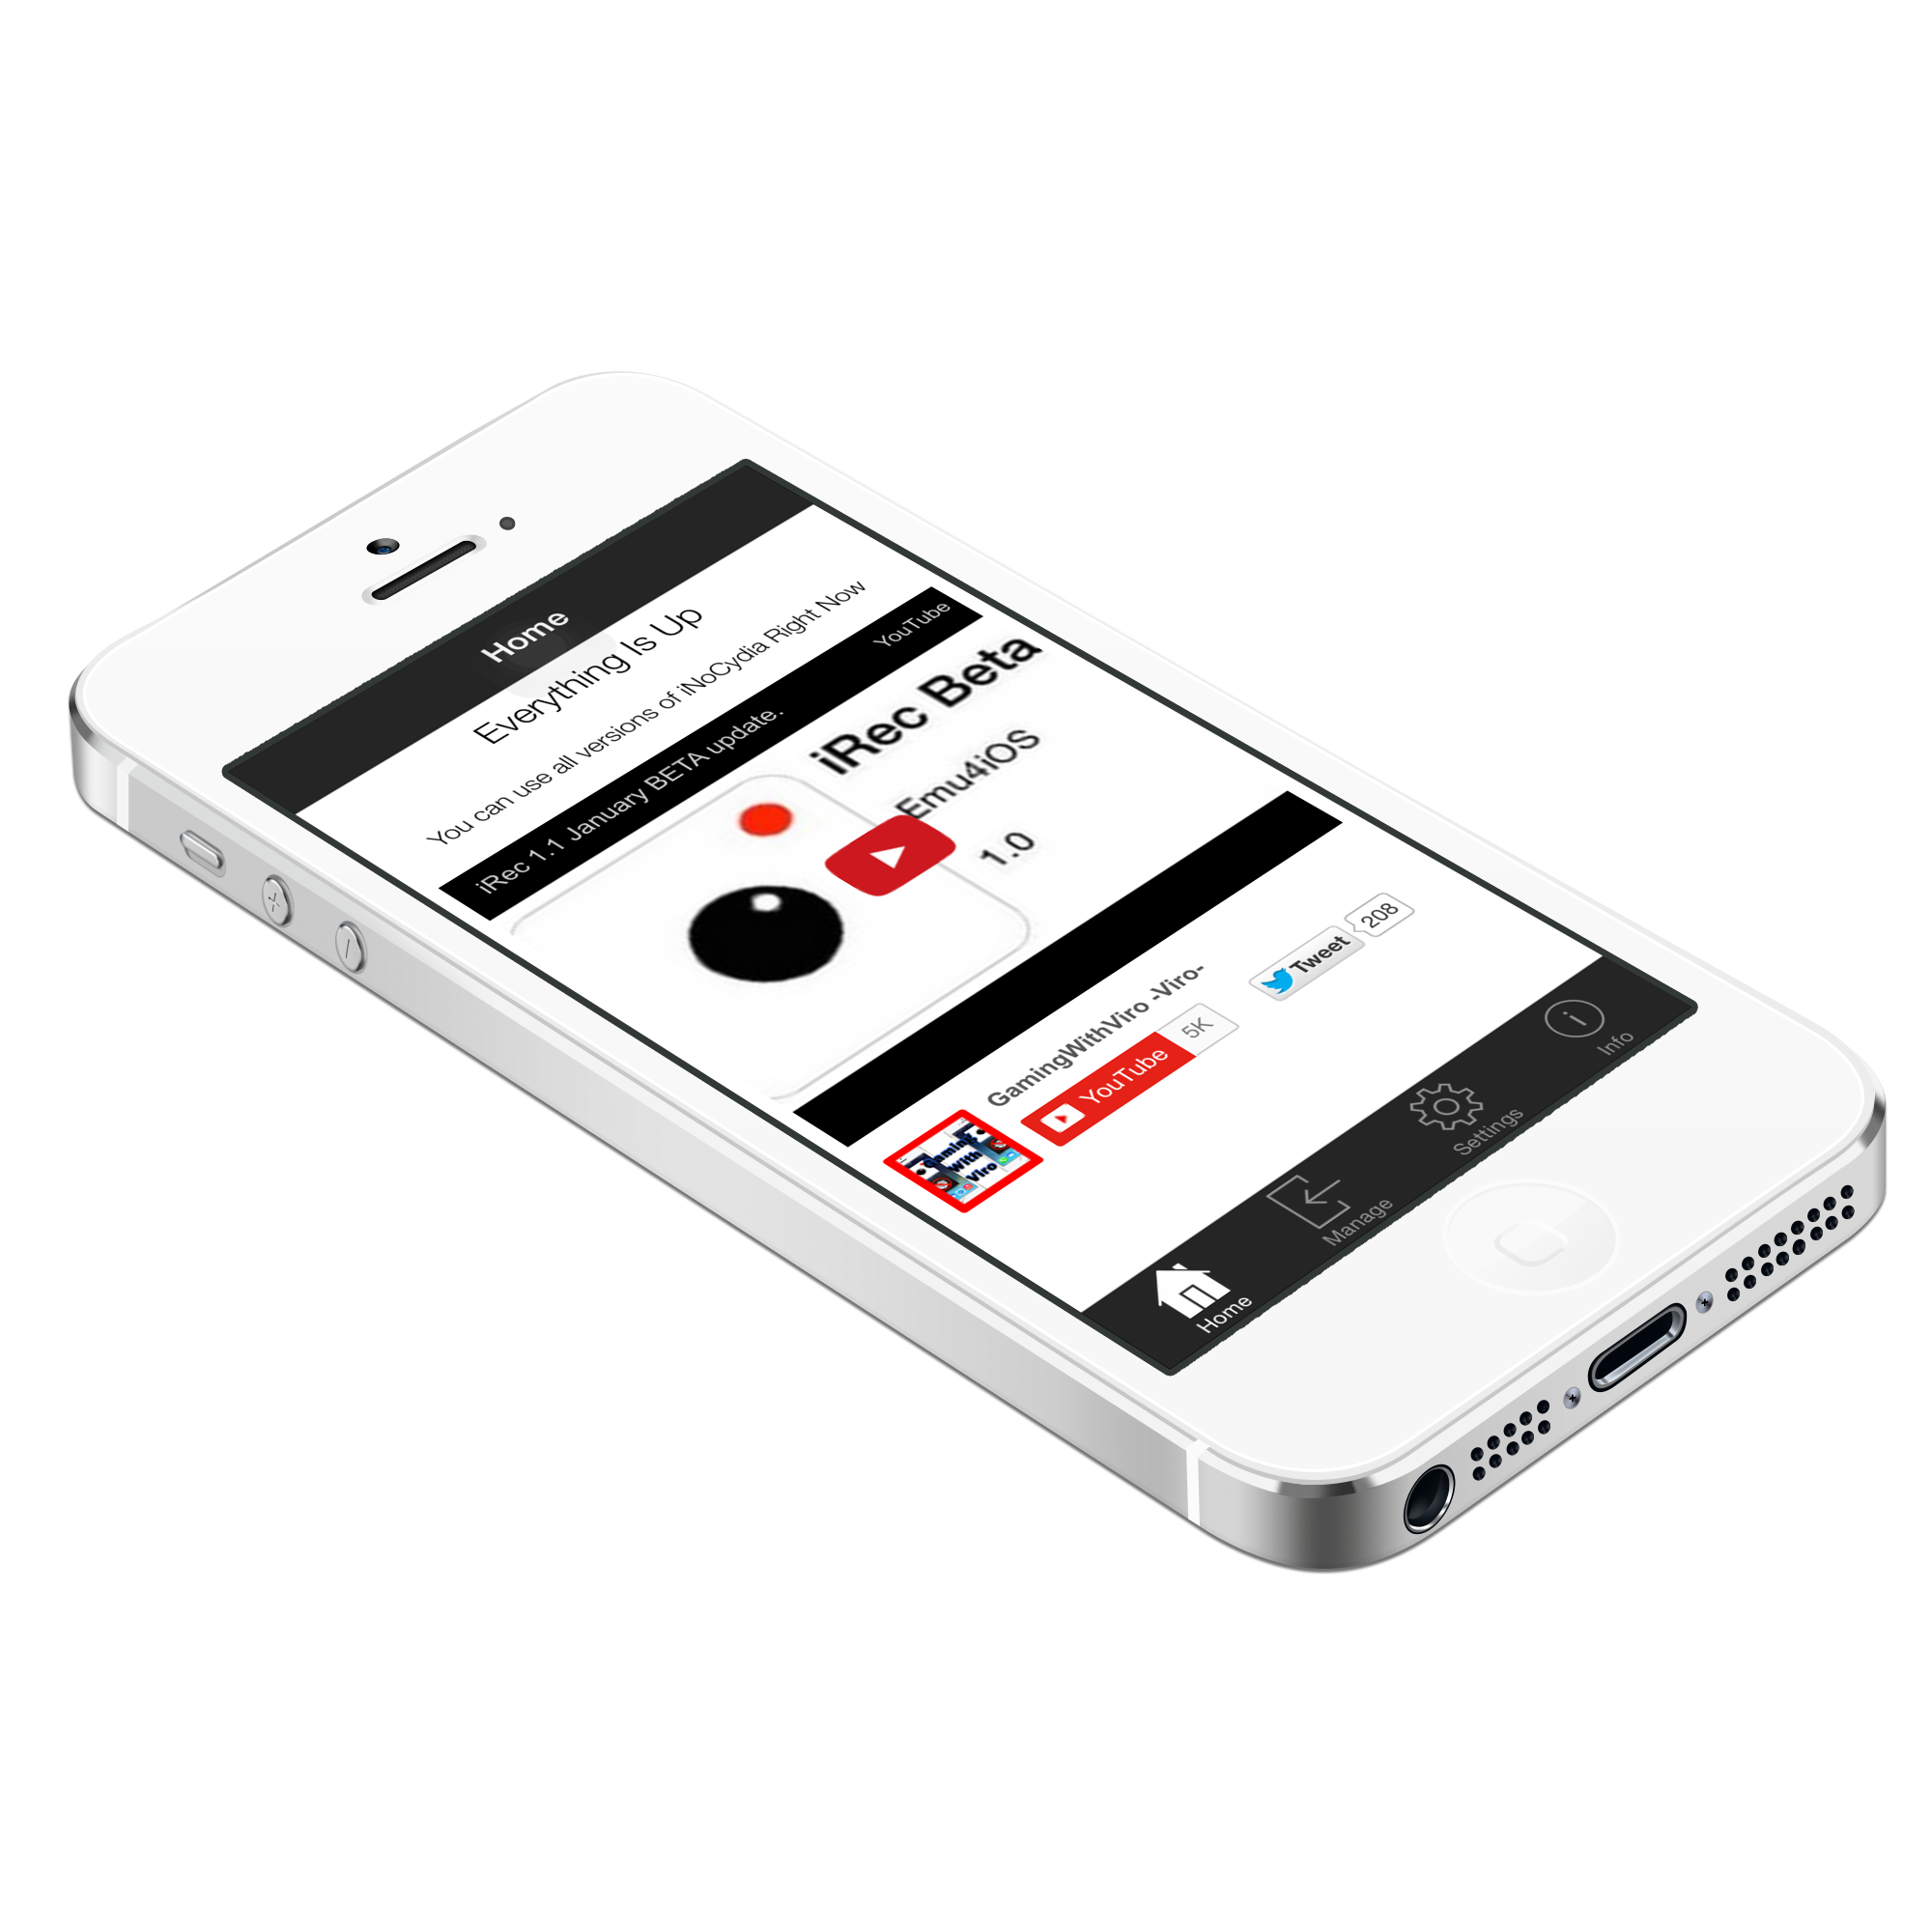 Home
Everything Is Up
You can use all versions of iNoCydia Right Now
iRec 1.1 January BETA update.
YouTube
iRec Beta
Emu4iOS
1.0
GamingWithViro -Viro-
YouTube 5K
Tweet 208
Gaming
With
Viro
Home
Manage
Settings
Info